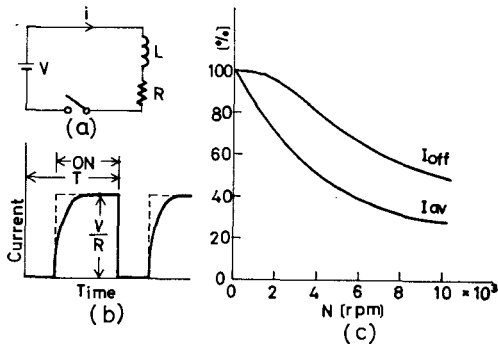 i
V
L
R
(a)
ON
T
Current
V
R
Time
(b)
[%]
100
80
60
40
20
0
0 2 4 6 8 10 × 10³
N [rpm]
Ioff
Iav
(c)